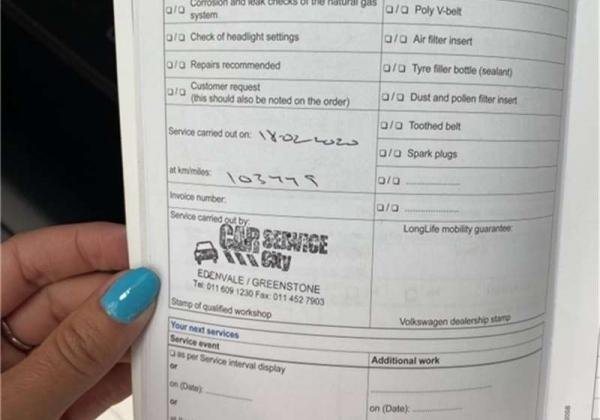 ❑/❑ Corrosion and leak checks of the natural gas system
❑/❑ Check of headlight settings
❑/❑ Repairs recommended
❑/❑ Customer request
(this should also be noted on the order)
❑/❑ Poly V-belt
❑/❑ Air filter insert
❑/❑ Tyre filler bottle (sealant)
❑/❑ Dust and pollen filter insert
❑/❑ Toothed belt
❑/❑ Spark plugs
❑/❑ ....................
❑/❑ ....................
Service carried out on: 18-02-2020
at km/miles: 103779
Invoice number:
Service carried out by:
CAR SERVICE
City
EDENVALE / GREENSTONE
Tel: 011 609 1230 Fax: 011 452 7903
Stamp of qualified workshop
LongLife mobility guarantee:
Volkswagen dealership stamp
Your next services
Service event
❑ as per Service interval display
or
on (Date): ....................
or
Additional work
....................
on (Date): ....................